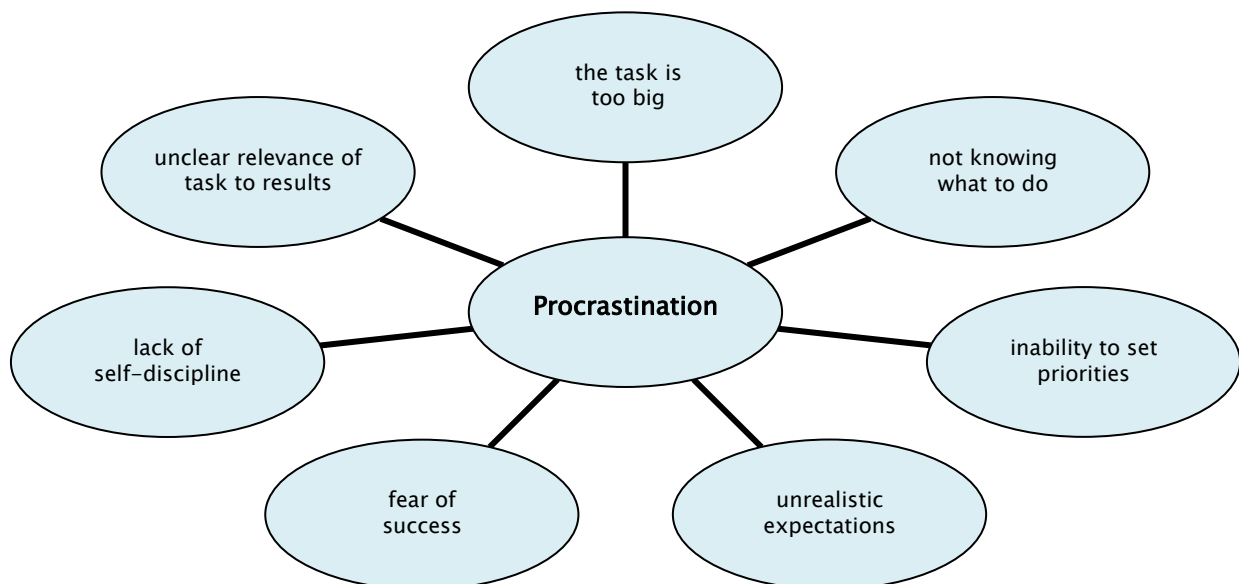 the task is
too big
unclear relevance of
task to results
not knowing
what to do
Procrastination
lack of
self-discipline
inability to set
priorities
fear of
success
unrealistic
expectations